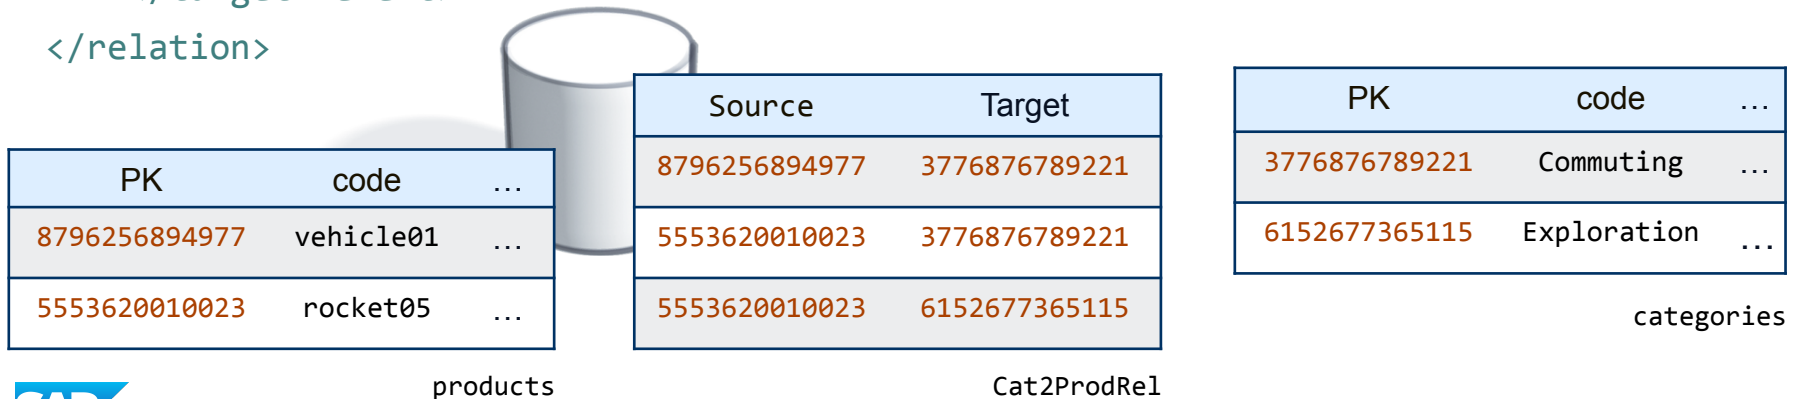 </relation>
PK code …
8796256894977 vehicle01 …
5553620010023 rocket05 …
products
Source Target
8796256894977 3776876789221
5553620010023 3776876789221
5553620010023 6152677365115
Cat2ProdRel
PK code …
3776876789221 Commuting …
6152677365115 Exploration …
categories
SAP